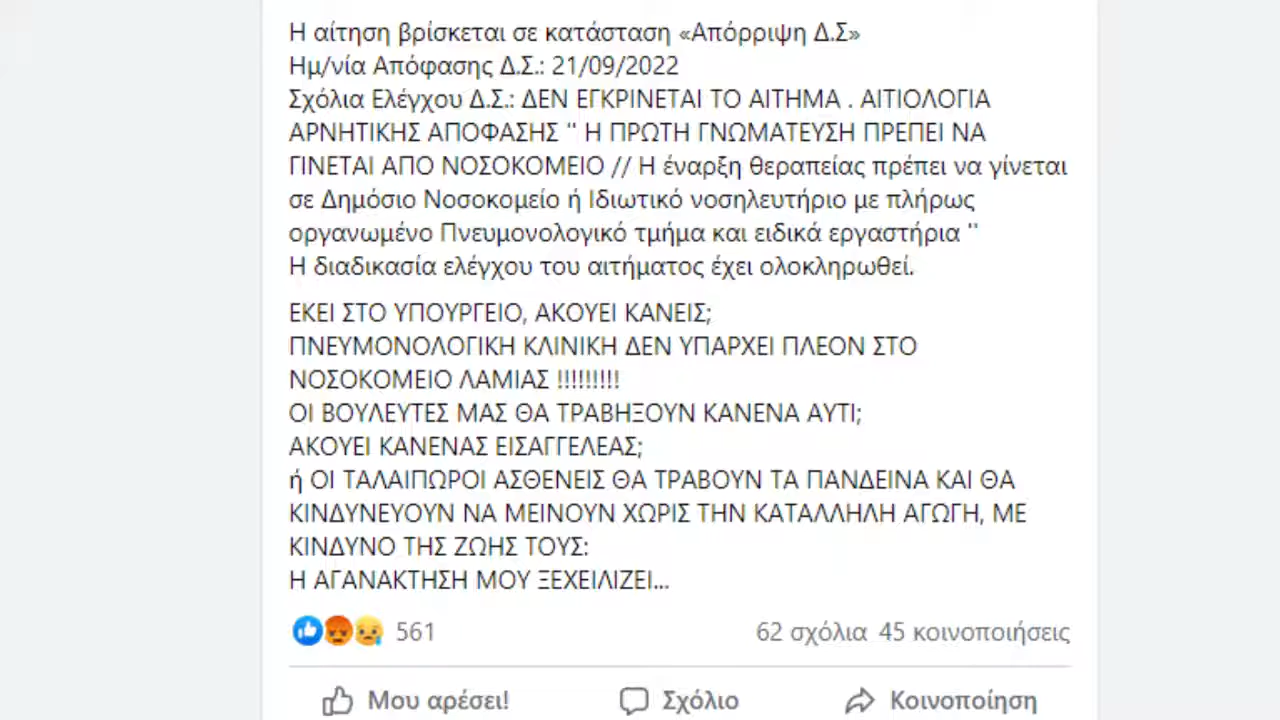 Η αίτηση βρίσκεται σε κατάσταση «Απόρριψη Δ.Σ»
Ημ/νία Απόφασης Δ.Σ.: 21/09/2022
Σχόλια Ελέγχου Δ.Σ.: ΔΕΝ ΕΓΚΡΙΝΕΤΑΙ ΤΟ ΑΙΤΗΜΑ . ΑΙΤΙΟΛΟΓΙΑ
ΑΡΝΗΤΙΚΗΣ ΑΠΟΦΑΣΗΣ '' Η ΠΡΩΤΗ ΓΝΩΜΑΤΕΥΣΗ ΠΡΕΠΕΙ ΝΑ
ΓΙΝΕΤΑΙ ΑΠΟ ΝΟΣΟΚΟΜΕΙΟ // Η έναρξη θεραπείας πρέπει να γίνεται
σε Δημόσιο Νοσοκομείο ή Ιδιωτικό νοσηλευτήριο με πλήρως
οργανωμένο Πνευμονολογικό τμήμα και ειδικά εργαστήρια ''
Η διαδικασία ελέγχου του αιτήματος έχει ολοκληρωθεί.
ΕΚΕΙ ΣΤΟ ΥΠΟΥΡΓΕΙΟ, ΑΚΟΥΕΙ ΚΑΝΕΙΣ;
ΠΝΕΥΜΟΝΟΛΟΓΙΚΗ ΚΛΙΝΙΚΗ ΔΕΝ ΥΠΑΡΧΕΙ ΠΛΕΟΝ ΣΤΟ
ΝΟΣΟΚΟΜΕΙΟ ΛΑΜΙΑΣ !!!!!!!!!
ΟΙ ΒΟΥΛΕΥΤΕΣ ΜΑΣ ΘΑ ΤΡΑΒΗΞΟΥΝ ΚΑΝΕΝΑ ΑΥΤΙ;
ΑΚΟΥΕΙ ΚΑΝΕΝΑΣ ΕΙΣΑΓΓΕΛΕΑΣ;
ή ΟΙ ΤΑΛΑΙΠΩΡΟΙ ΑΣΘΕΝΕΙΣ ΘΑ ΤΡΑΒΟΥΝ ΤΑ ΠΑΝΔΕΙΝΑ ΚΑΙ ΘΑ
ΚΙΝΔΥΝΕΥΟΥΝ ΝΑ ΜΕΙΝΟΥΝ ΧΩΡΙΣ ΤΗΝ ΚΑΤΑΛΛΗΛΗ ΑΓΩΓΗ, ΜΕ
ΚΙΝΔΥΝΟ ΤΗΣ ΖΩΗΣ ΤΟΥΣ:
Η ΑΓΑΝΑΚΤΗΣΗ ΜΟΥ ΞΕΧΕΙΛΙΖΕΙ...
561 62 σχόλια 45 κοινοποιήσεις
Μου αρέσει! Σχόλιο Κοινοποίηση